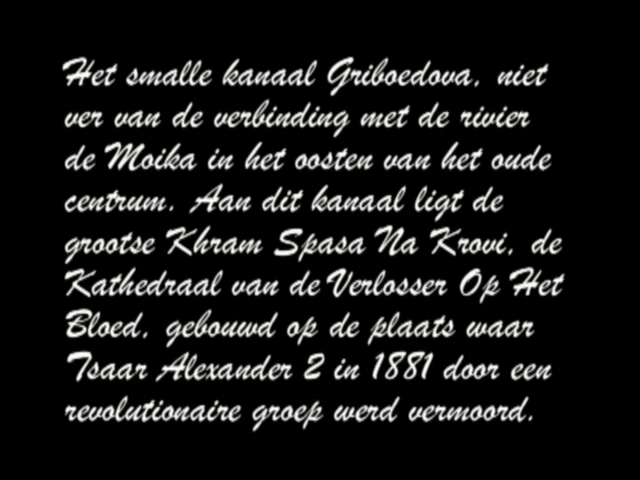 Het smalle kanaal Griboedova, niet
ver van de verbinding met de rivier
de Moika in het oosten van het oude
centrum. Aan dit kanaal ligt de
grootse Khram Spasa Na Krovi, de
Kathedraal van de Verlosser Op Het
Bloed, gebouwd op de plaats waar
Tsaar Alexander 2 in 1881 door een
revolutionaire groep werd vermoord.